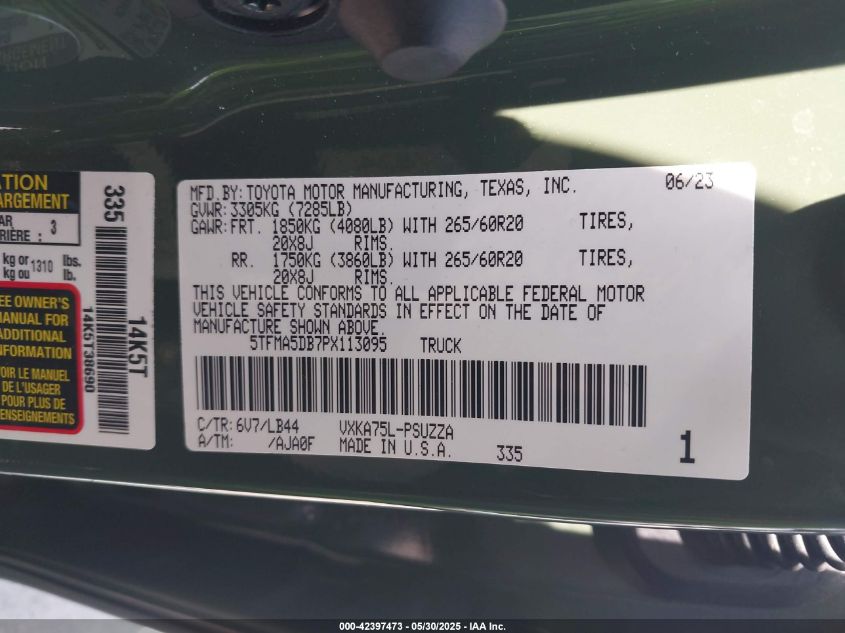 ATION
ARGEMENT
AR
RIÈRE : 3
kg or 1310 lbs.
kg ou lb.
EE OWNER'S
MANUAL FOR
ADDITIONAL
FORMATION
OIR LE MANUEL
DE L'USAGER
POUR PLUS DE
ENSEIGNEMENTS
335
14K5T
14K5T38690
MFD.BY:TOYOTA MOTOR MANUFACTURING, TEXAS, INC. 06/23
GVWR:3305KG (7285LB)
GAWR:FRT. 1850KG (4080LB) WITH 265/60R20 TIRES,
20X8J RIMS.
RR. 1750KG (3860LB) WITH 265/60R20 TIRES,
20X8J RIMS.
THIS VEHICLE CONFORMS TO ALL APPLICABLE FEDERAL MOTOR
VEHICLE SAFETY STANDARDS IN EFFECT ON THE DATE OF
MANUFACTURE SHOWN ABOVE.
5TFMA5DB7PX113095 TRUCK
C/TR:6V7/LB44 VXKA75L-PSUZZA
A/TM: /AJA0F MADE IN U.S.A. 335 1
000-42397473 — 05/30/2025 — IAA Inc.